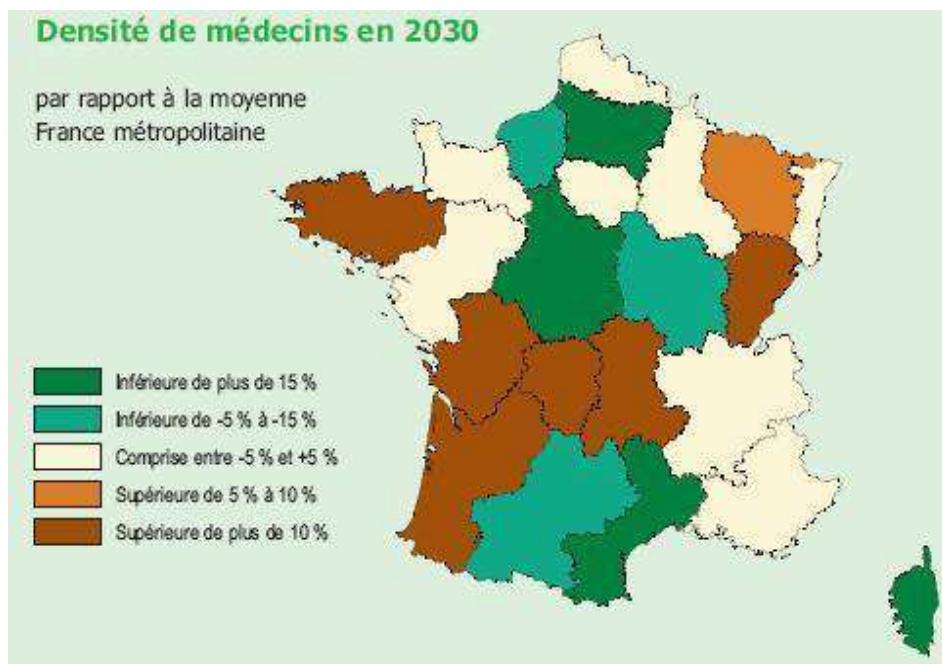 Densité de médecins en 2030
par rapport à la moyenne
France métropolitaine
Inférieure de plus de 15 %
Inférieure de -5 % à -15 %
Comprise entre -5 % et +5 %
Supérieure de 5 % à 10 %
Supérieure de plus de 10 %